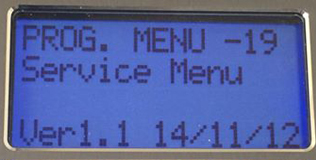 PROG. MENU -19
Service Menu
Ver1.1 14/11/12